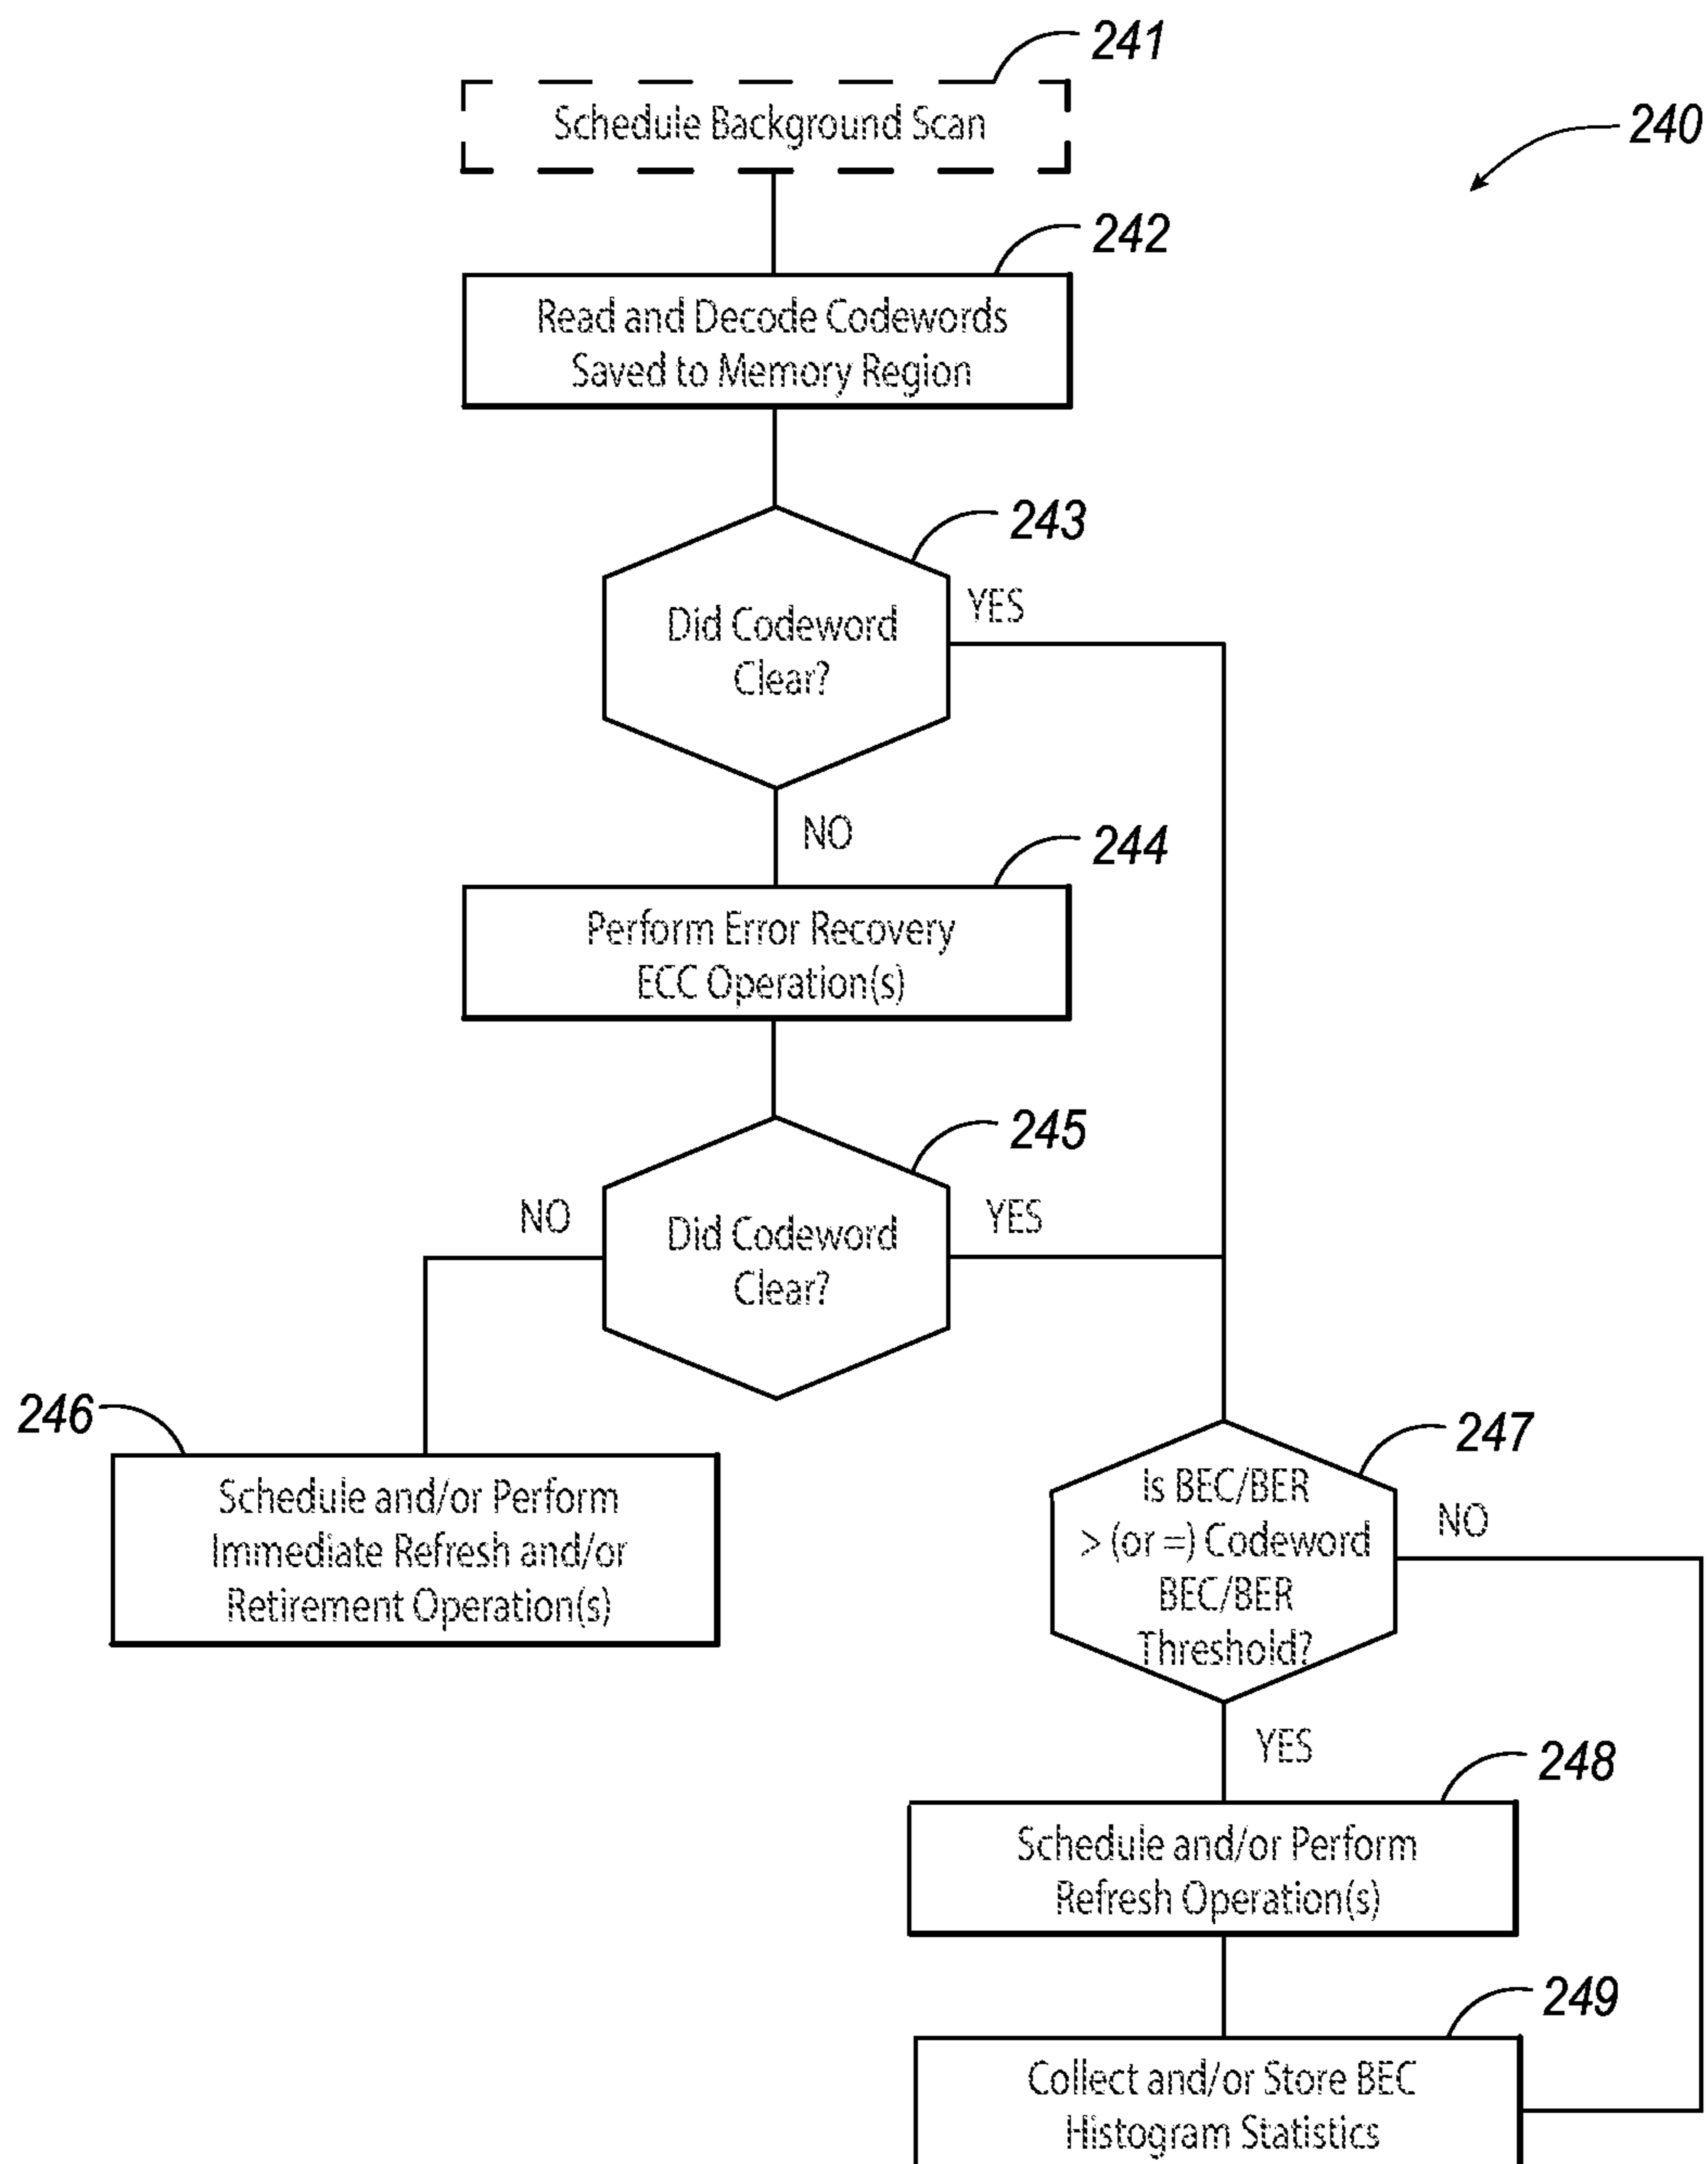 241
Schedule Background Scan
240
242
Read and Decode Codewords
Saved to Memory Region
243
Did Codeword
Clear?
YES
NO
244
Perform Error Recovery
ECC Operation(s)
245
Did Codeword
Clear?
NO
YES
246
Schedule and/or Perform
Immediate Refresh and/or
Retirement Operation(s)
247
Is BEC/BER
> (or =) Codeword
BEC/BER
Threshold?
NO
YES
248
Schedule and/or Perform
Refresh Operation(s)
249
Collect and/or Store BEC
Histogram Statistics